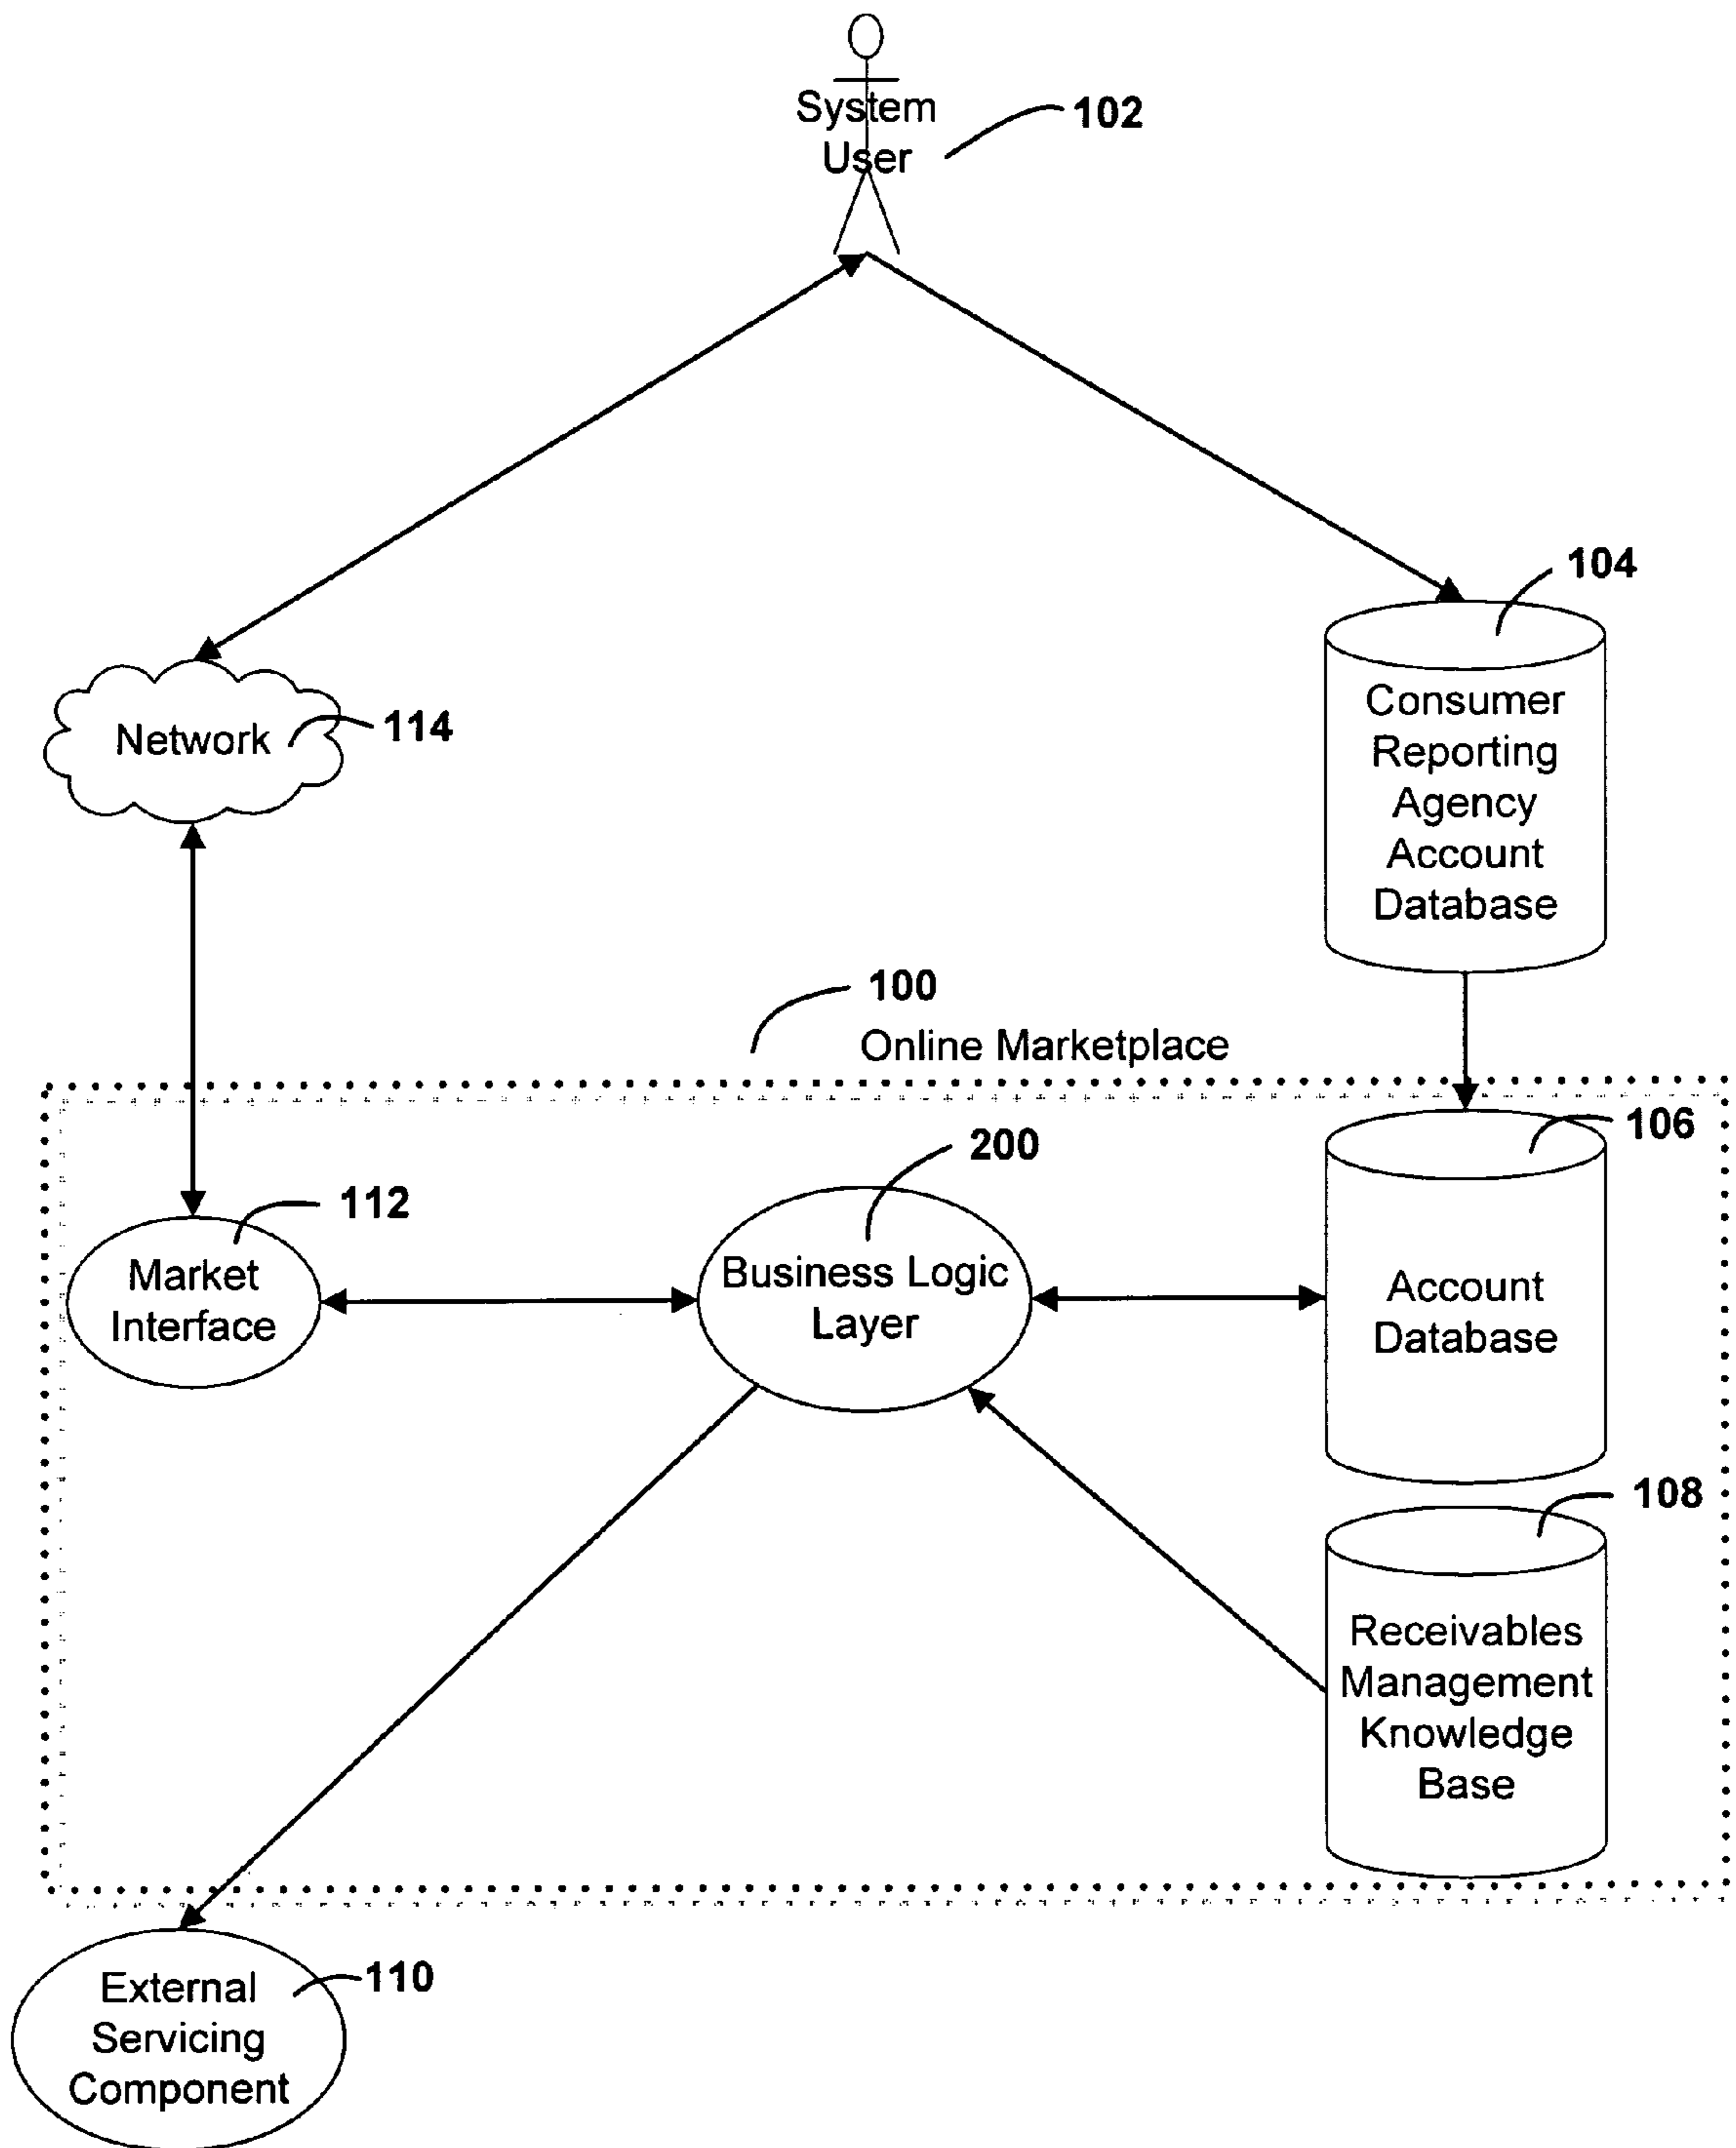 System
User
102
104
Consumer
Reporting
Agency
Account
Database
Network
114
100
Online Marketplace
106
200
112
Market
Interface
Business Logic
Layer
Account
Database
108
Receivables
Management
Knowledge
Base
110
External
Servicing
Component